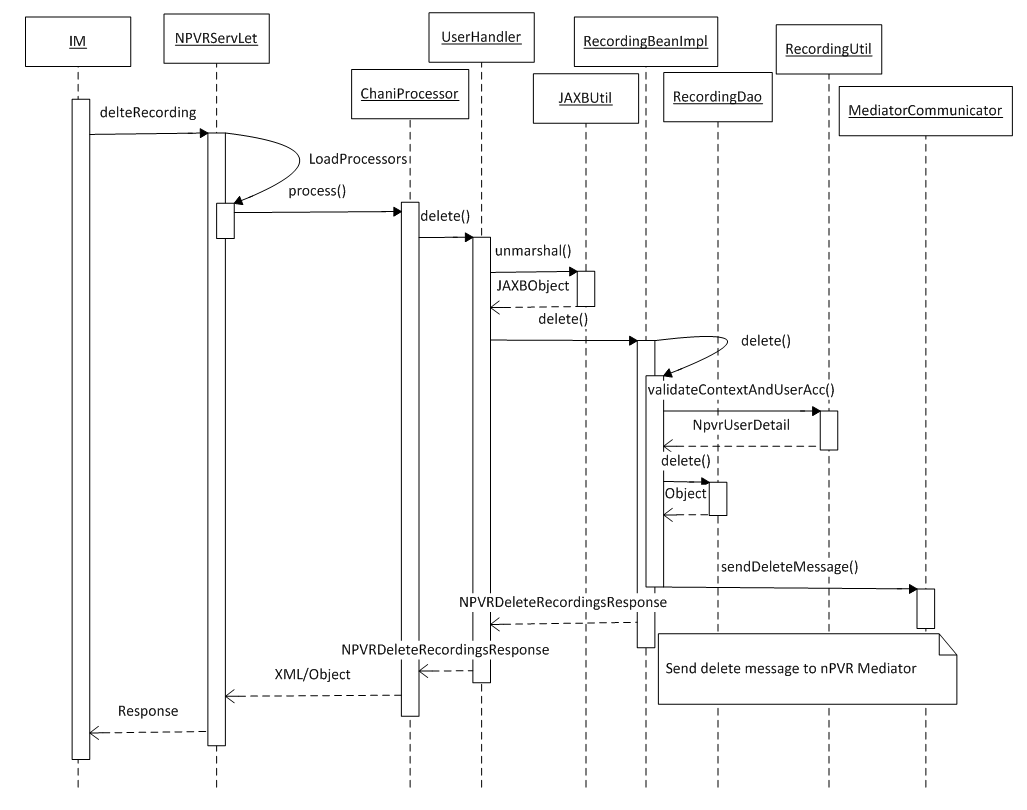 IM
NPVRServLet
UserHandler
RecordingBeanImpl
RecordingUtil
ChaniProcessor
JAXBUtil
RecordingDao
MediatorCommunicator
delteRecording
LoadProcessors
process()
delete()
unmarshal()
JAXBObject
delete()
delete()
validateContextAndUserAcc()
NpvrUserDetail
delete()
Object
sendDeleteMessage()
NPVRDeleteRecordingsResponse
NPVRDeleteRecordingsResponse
Send delete message to nPVR Mediator
XML/Object
Response